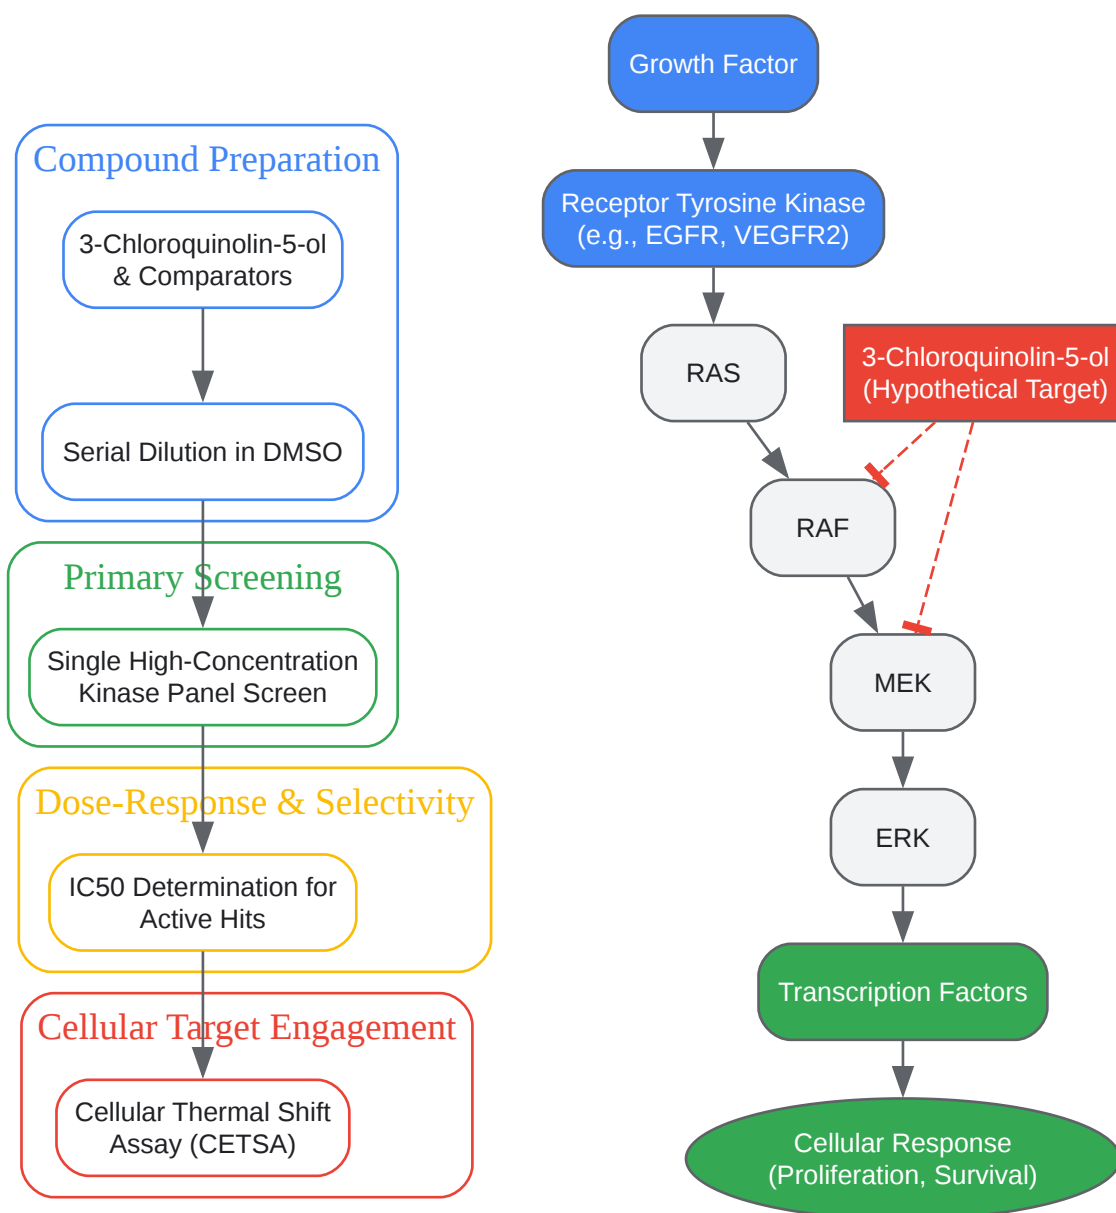 Compound Preparation
3-Chloroquinolin-5-ol
& Comparators
Serial Dilution in DMSO
Primary Screening
Single High-Concentration
Kinase Panel Screen
Dose-Response & Selectivity
IC50 Determination for
Active Hits
Cellular Target Engagement
Cellular Thermal Shift
Assay (CETSA)
Growth Factor
Receptor Tyrosine Kinase
(e.g., EGFR, VEGFR2)
RAS
3-Chloroquinolin-5-ol
(Hypothetical Target)
RAF
MEK
ERK
Transcription Factors
Cellular Response
(Proliferation, Survival)